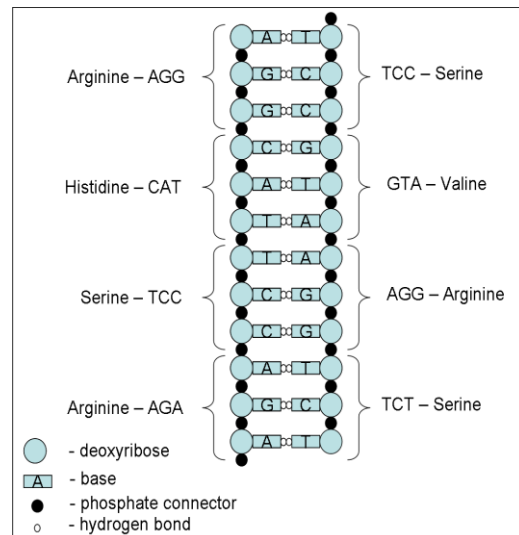 A T
Arginine – AGG G C TCC – Serine
G C
C G
Histidine – CAT A T GTA – Valine
T A
T A
Serine – TCC C G AGG – Arginine
C G
A T
Arginine – AGA G C TCT – Serine
A T
- deoxyribose
A - base
- phosphate connector
- hydrogen bond